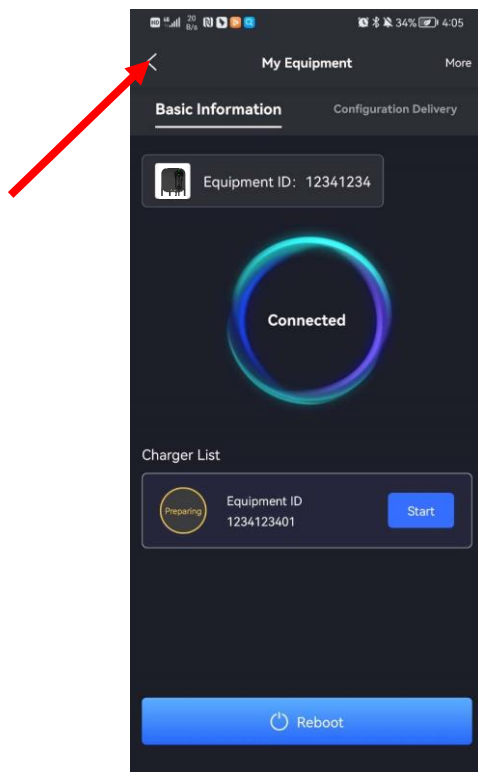 20
B/s
34% 4:05
My Equipment More
Basic Information Configuration Delivery
Equipment ID: 12341234
Connected
Charger List
Preparing
Equipment ID
1234123401
Start
Reboot